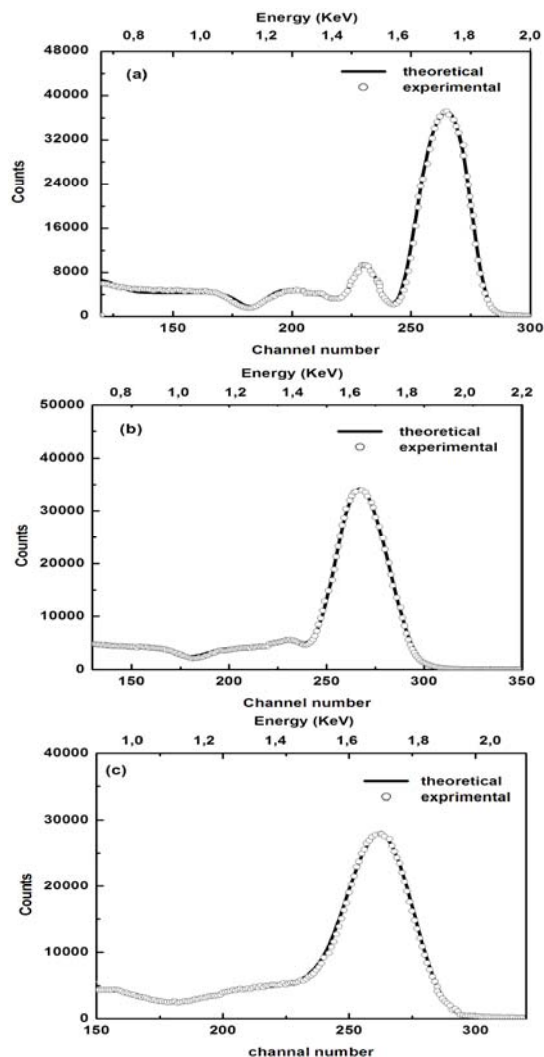 Energy (KeV)
0,8 1,0 1,2 1,3 1,5 1,6 1,8 2,0
48000
(a)
theoretical
experimental
40000
32000
24000
16000
8000
0
Counts
150 200 250 300
Channel number
Energy (KeV)
0,8 1,0 1,2 1,4 1,6 1,8 2,0 2,2
50000
(b)
theoretical
experimental
40000
30000
20000
10000
0
Counts
150 200 250 300 350
Channel number
Energy (KeV)
1,0 1,2 1,4 1,6 1,8 2,0
40000
(c)
theoretical
exprimental
30000
20000
10000
0
Counts
150 200 250 300
channel number